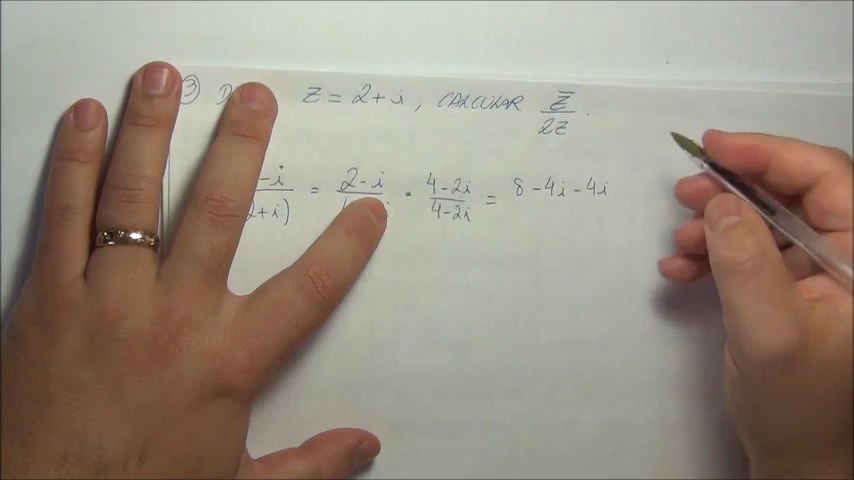 ③ D z = 2 + i , CALCULAR z̄ / 2z .
-i / 2+i) = 2-i / i · 4-2i / 4-2i = 8 - 4i - 4i